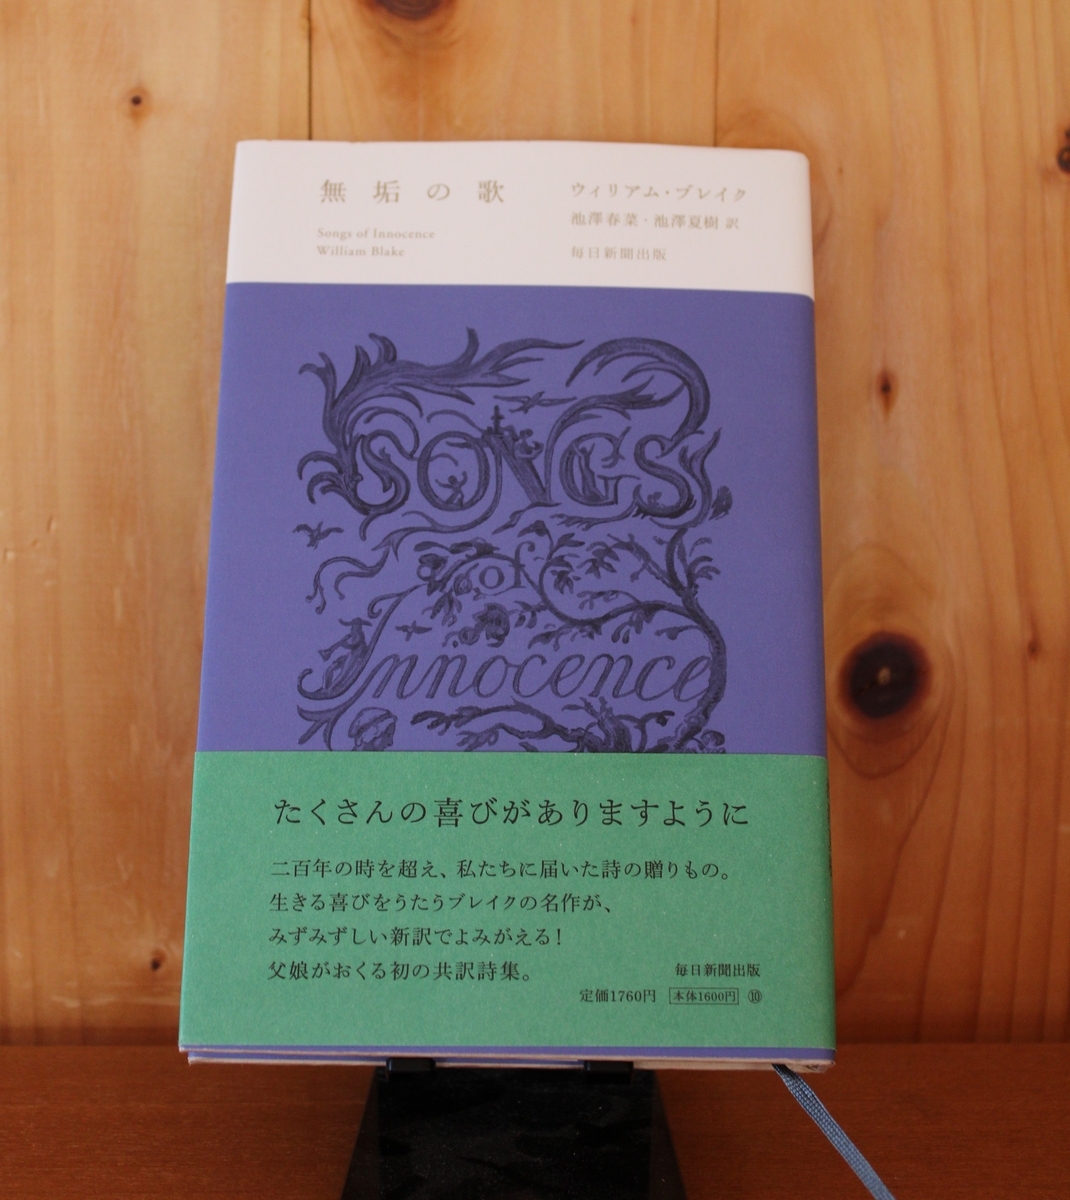 無垢の歌
Songs of Innocence
William Blake
ウィリアム・ブレイク
池澤春菜・池澤夏樹 訳
毎日新聞出版
SONGS
of
Innocence
たくさんの喜びがありますように
二百年の時を超え、私たちに届いた詩の贈りもの。
生きる喜びをうたうブレイクの名作が、
みずみずしい新訳でよみがえる!
父娘がおくる初の共訳詩集。
毎日新聞出版
定価1760円 本体1600円 ⑩